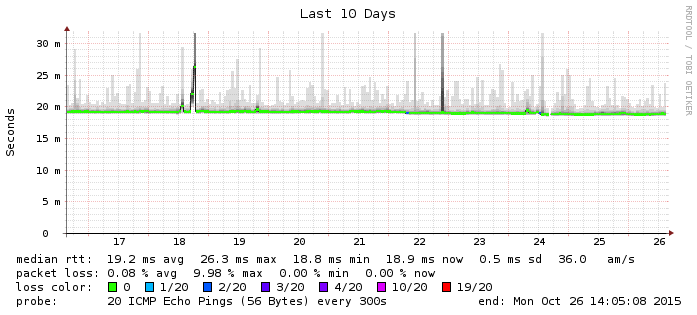 Last 10 Days
RRDTOOL / TOBI OETIKER
Seconds
30 m
25 m
20 m
15 m
10 m
5 m
0
17 18 19 20 21 22 23 24 25 26
median rtt: 19.2 ms avg 26.3 ms max 18.8 ms min 18.9 ms now 0.5 ms sd 36.0 am/s
packet loss: 0.08 % avg 9.98 % max 0.00 % min 0.00 % now
loss color: 0 1/20 2/20 3/20 4/20 10/20 19/20
probe: 20 ICMP Echo Pings (56 Bytes) every 300s end: Mon Oct 26 14:05:08 2015